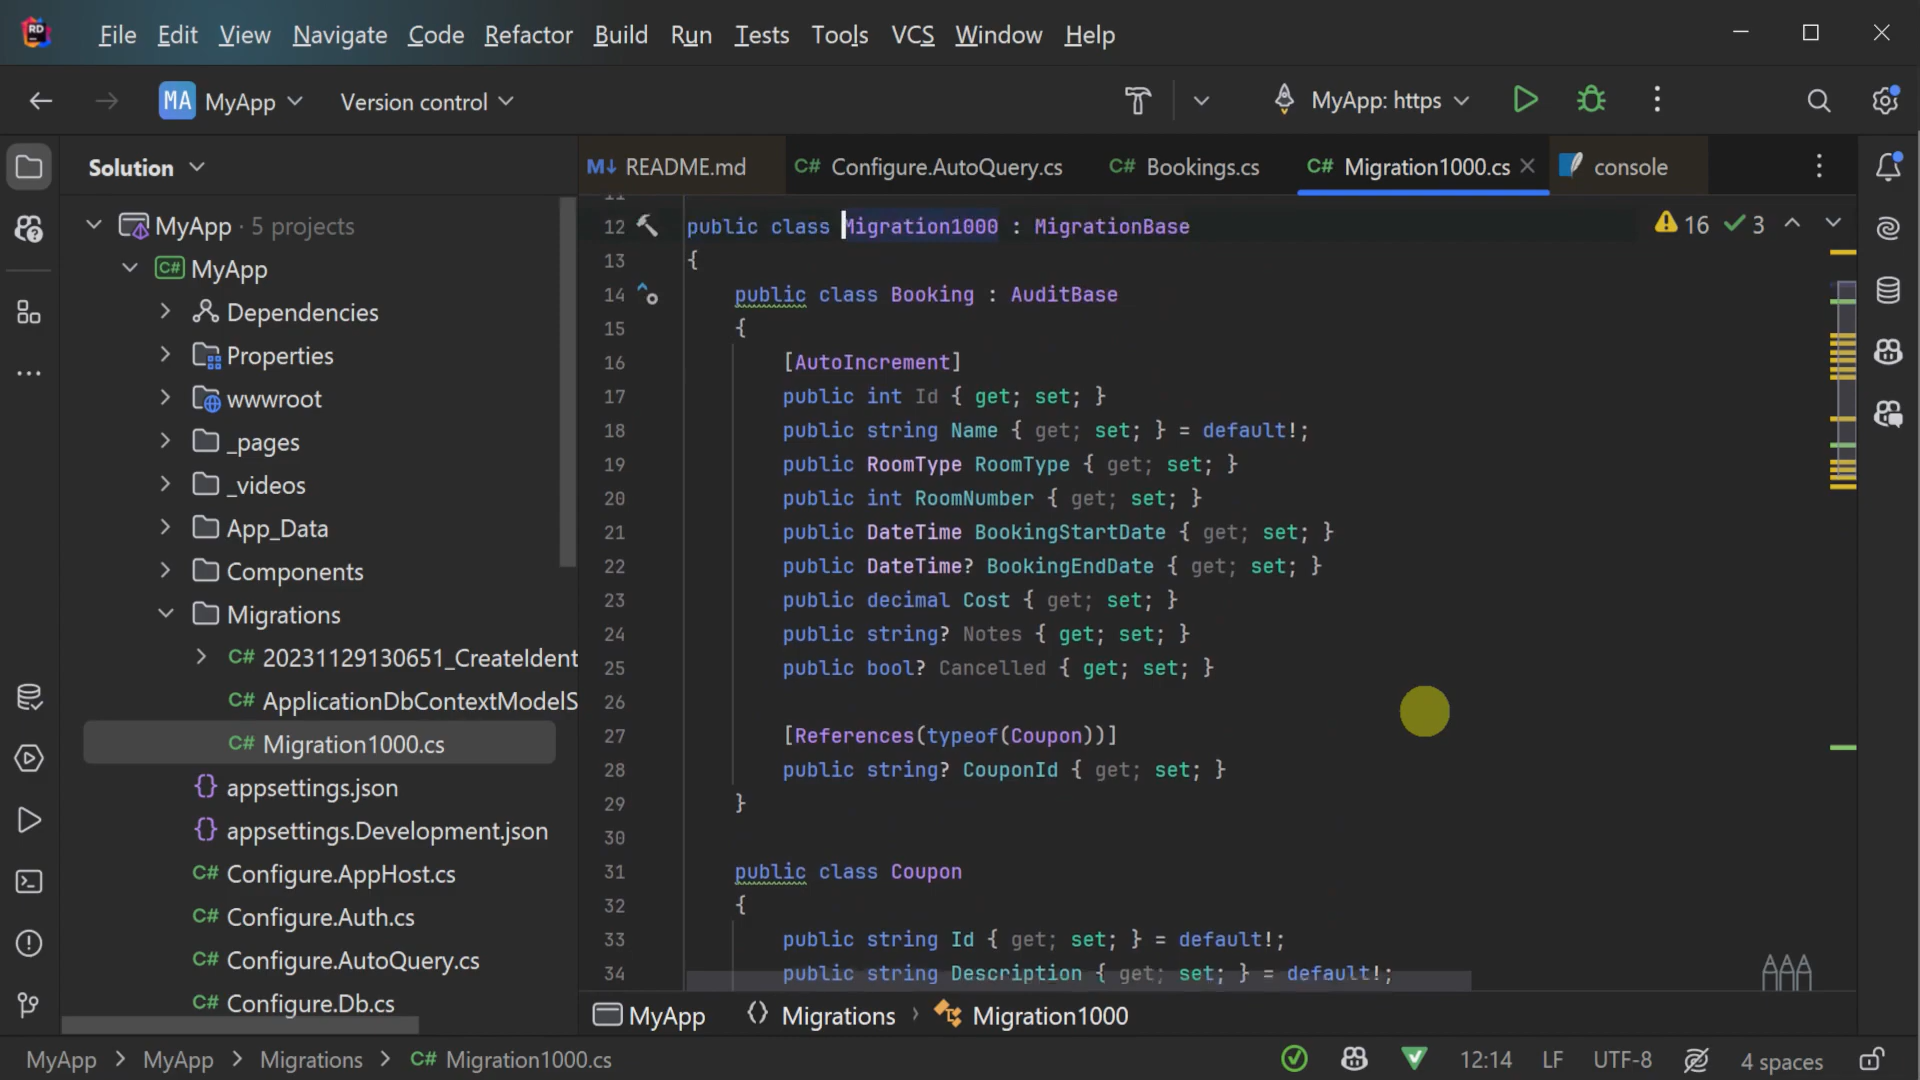 RD File Edit View Navigate Code Refactor Build Run Tests Tools VCS Window Help
MA MyApp Version control MyApp: https
Solution
README.md C# Configure.AutoQuery.cs C# Bookings.cs C# Migration1000.cs console
MyApp · 5 projects
C# MyApp
Dependencies
Properties
wwwroot
_pages
_videos
App_Data
Components
Migrations
C# 20231129130651_CreateIdent
C# ApplicationDbContextModelS
C# Migration1000.cs
{} appsettings.json
{} appsettings.Development.json
C# Configure.AppHost.cs
C# Configure.Auth.cs
C# Configure.AutoQuery.cs
C# Configure.Db.cs
16 3
11
12 public class Migration1000 : MigrationBase
13 {
14 public class Booking : AuditBase
15 {
16 [AutoIncrement]
17 public int Id { get; set; }
18 public string Name { get; set; } = default!;
19 public RoomType RoomType { get; set; }
20 public int RoomNumber { get; set; }
21 public DateTime BookingStartDate { get; set; }
22 public DateTime? BookingEndDate { get; set; }
23 public decimal Cost { get; set; }
24 public string? Notes { get; set; }
25 public bool? Cancelled { get; set; }
26
27 [References(typeof(Coupon))]
28 public string? CouponId { get; set; }
29 }
30
31 public class Coupon
32 {
33 public string Id { get; set; } = default!;
34 public string Description { get; set; } = default!;
MyApp Migrations › Migration1000
MyApp > MyApp > Migrations > C# Migration1000.cs 12:14 LF UTF-8 4 spaces